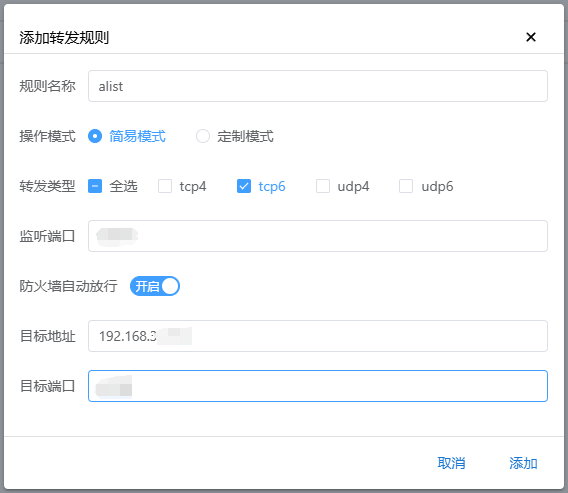 添加转发规则
规则名称 alist
操作模式 简易模式 定制模式
转发类型 全选 tcp4 tcp6 udp4 udp6
监听端口
防火墙自动放行 开启
目标地址 192.168.3
目标端口
取消 添加